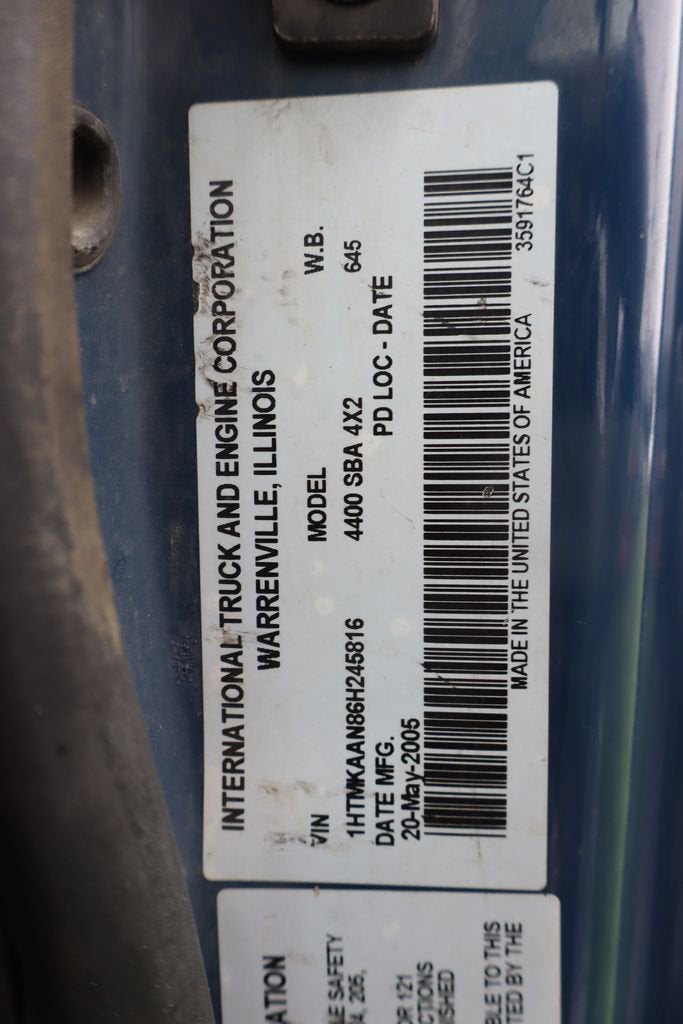 INTERNATIONAL TRUCK AND ENGINE CORPORATION
WARRENVILLE, ILLINOIS
VIN MODEL W.B.
1HTMKAAN86H245816 4400 SBA 4X2 645
DATE MFG. PD LOC - DATE
20-May-2005
MADE IN THE UNITED STATES OF AMERICA 3591764C1
ATION
LE SAFETY
205,
OR 121
CTIONS
ISHED
BLE TO THIS
TED BY THE